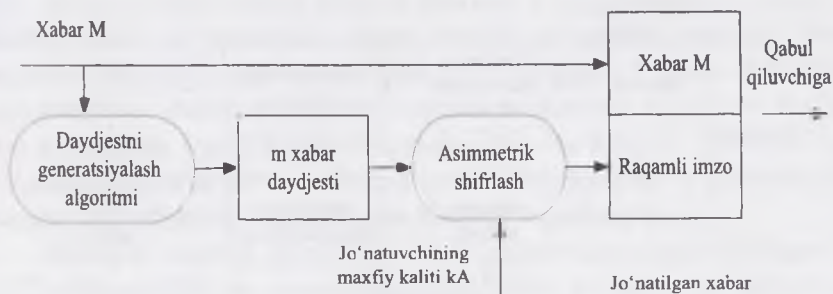 Xabar M
Xabar M
Qabul
qiluvchiga
Daydjestni
generatsiyalash
algoritmi
m xabar
daydjesti
Asimmetrik
shifrlash
Raqamli imzo
Jo‘natuvchining
maxfiy kaliti kA
Jo‘natilgan xabar